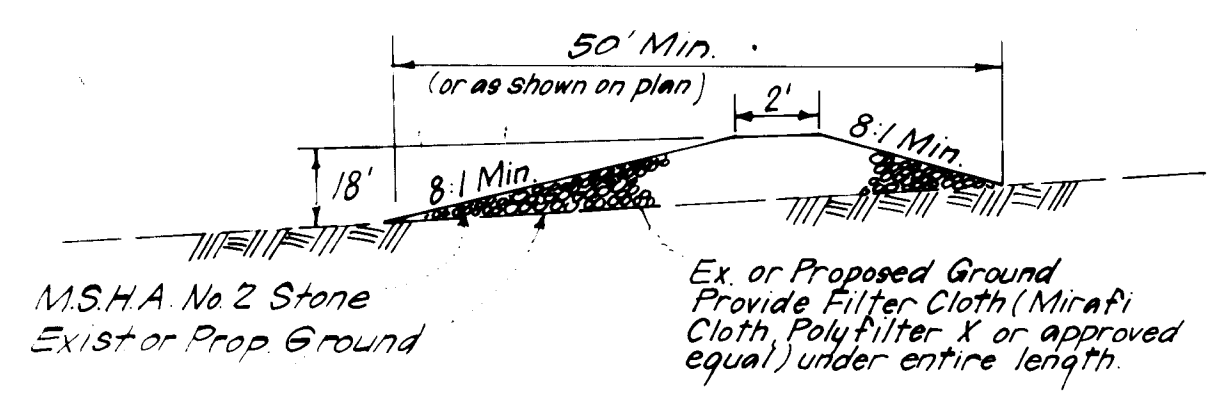 50' Min.
(or as shown on plan)
2'
8:1 Min.
18'
8:1 Min.
M.S.H.A. No. 2 Stone
Exist or Prop. Ground
Ex. or Proposed Ground
Provide Filter Cloth (Mirafi
Cloth, Polyfilter X or approved
equal) under entire length.